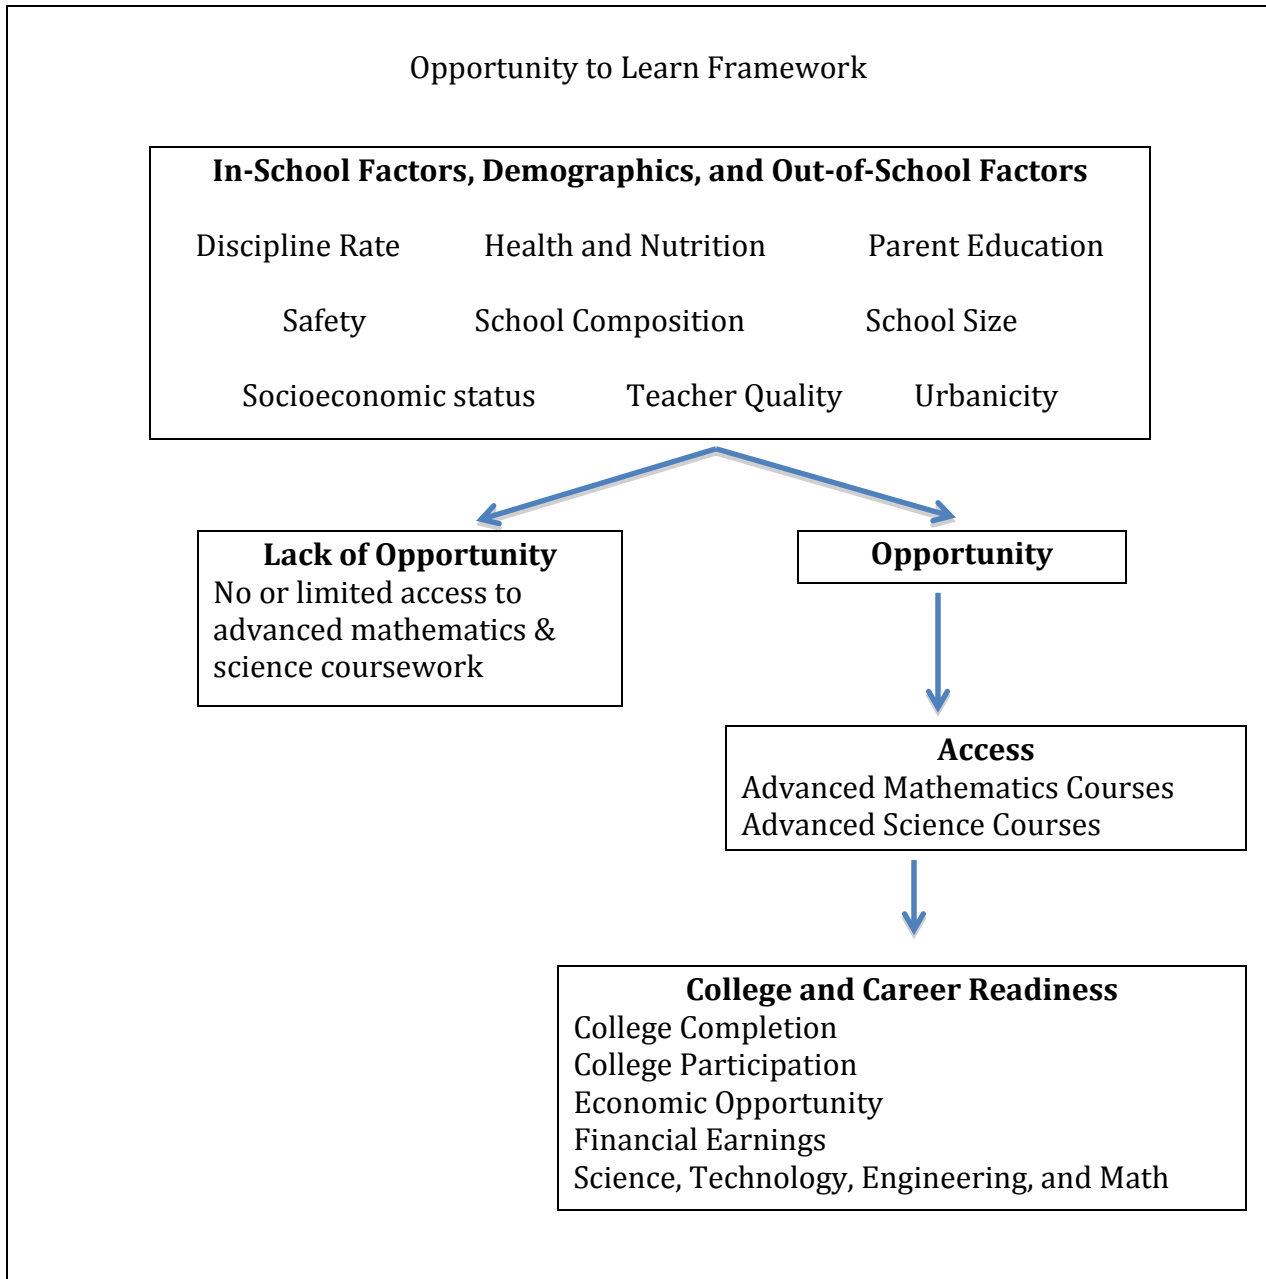 Opportunity to Learn Framework
In-School Factors, Demographics, and Out-of-School Factors
Discipline Rate Health and Nutrition Parent Education
Safety School Composition School Size
Socioeconomic status Teacher Quality Urbanicity
Lack of Opportunity
No or limited access to
advanced mathematics &
science coursework
Opportunity
Access
Advanced Mathematics Courses
Advanced Science Courses
College and Career Readiness
College Completion
College Participation
Economic Opportunity
Financial Earnings
Science, Technology, Engineering, and Math